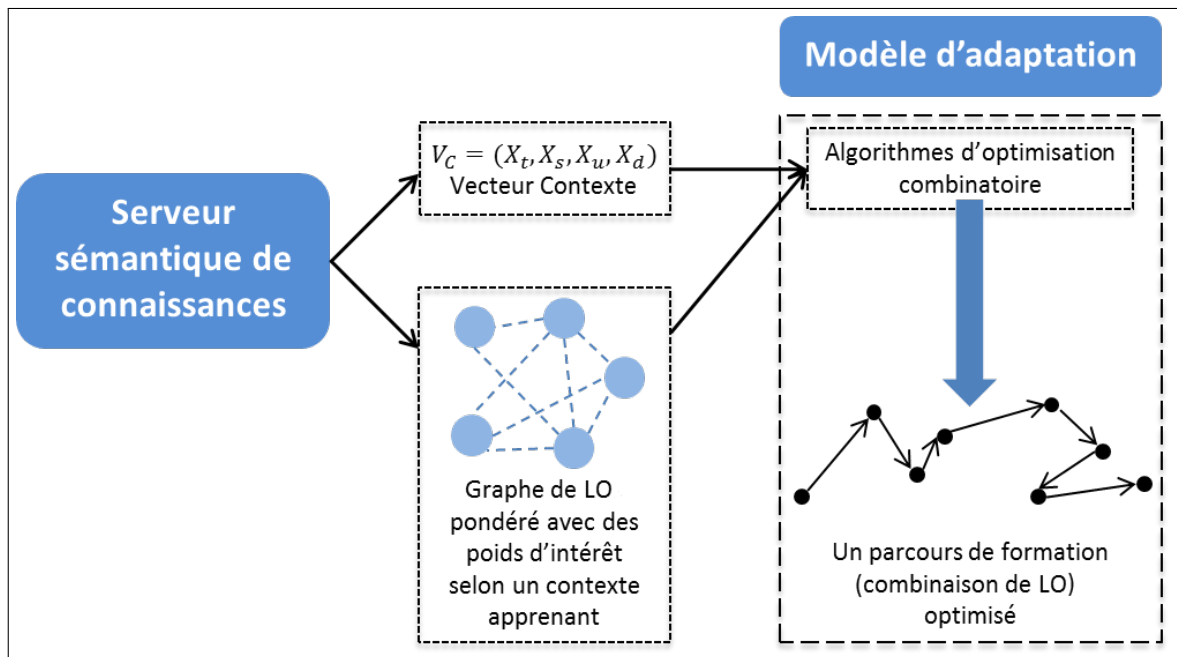 Modèle d'adaptation
Serveur
sémantique de
connaissances
V_C = (X_t, X_s, X_u, X_d)
Vecteur Contexte
Graphe de LO
pondéré avec des
poids d'intérêt
selon un contexte
apprenant
Algorithmes d'optimisation
combinatoire
Un parcours de formation
(combinaison de LO)
optimisé